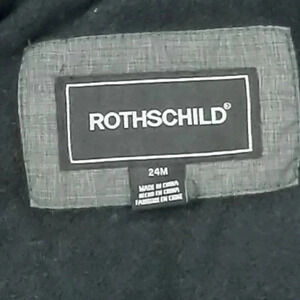 ROTHSCHILD®
24M
MADE IN CHINA
HECHO EN CHINA
FABRIQUÉ EN CHINE